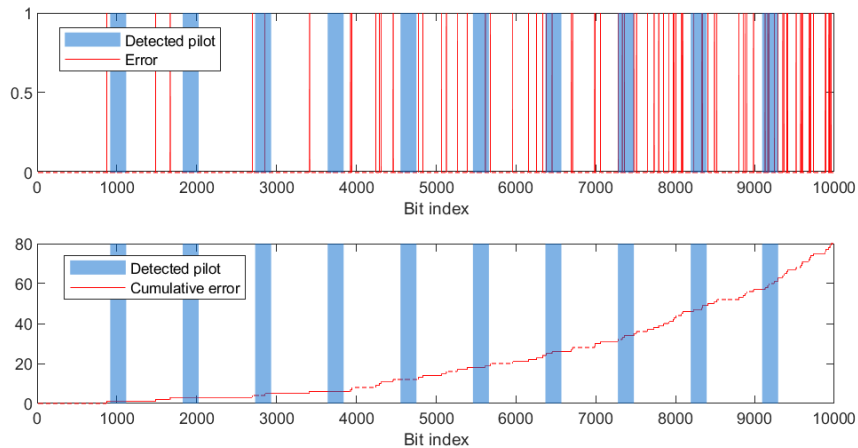 1
Detected pilot
Error
0.5
0
0 1000 2000 3000 4000 5000 6000 7000 8000 9000 10000
Bit index
80
Detected pilot
Cumulative error
60
40
20
0
0 1000 2000 3000 4000 5000 6000 7000 8000 9000 10000
Bit index